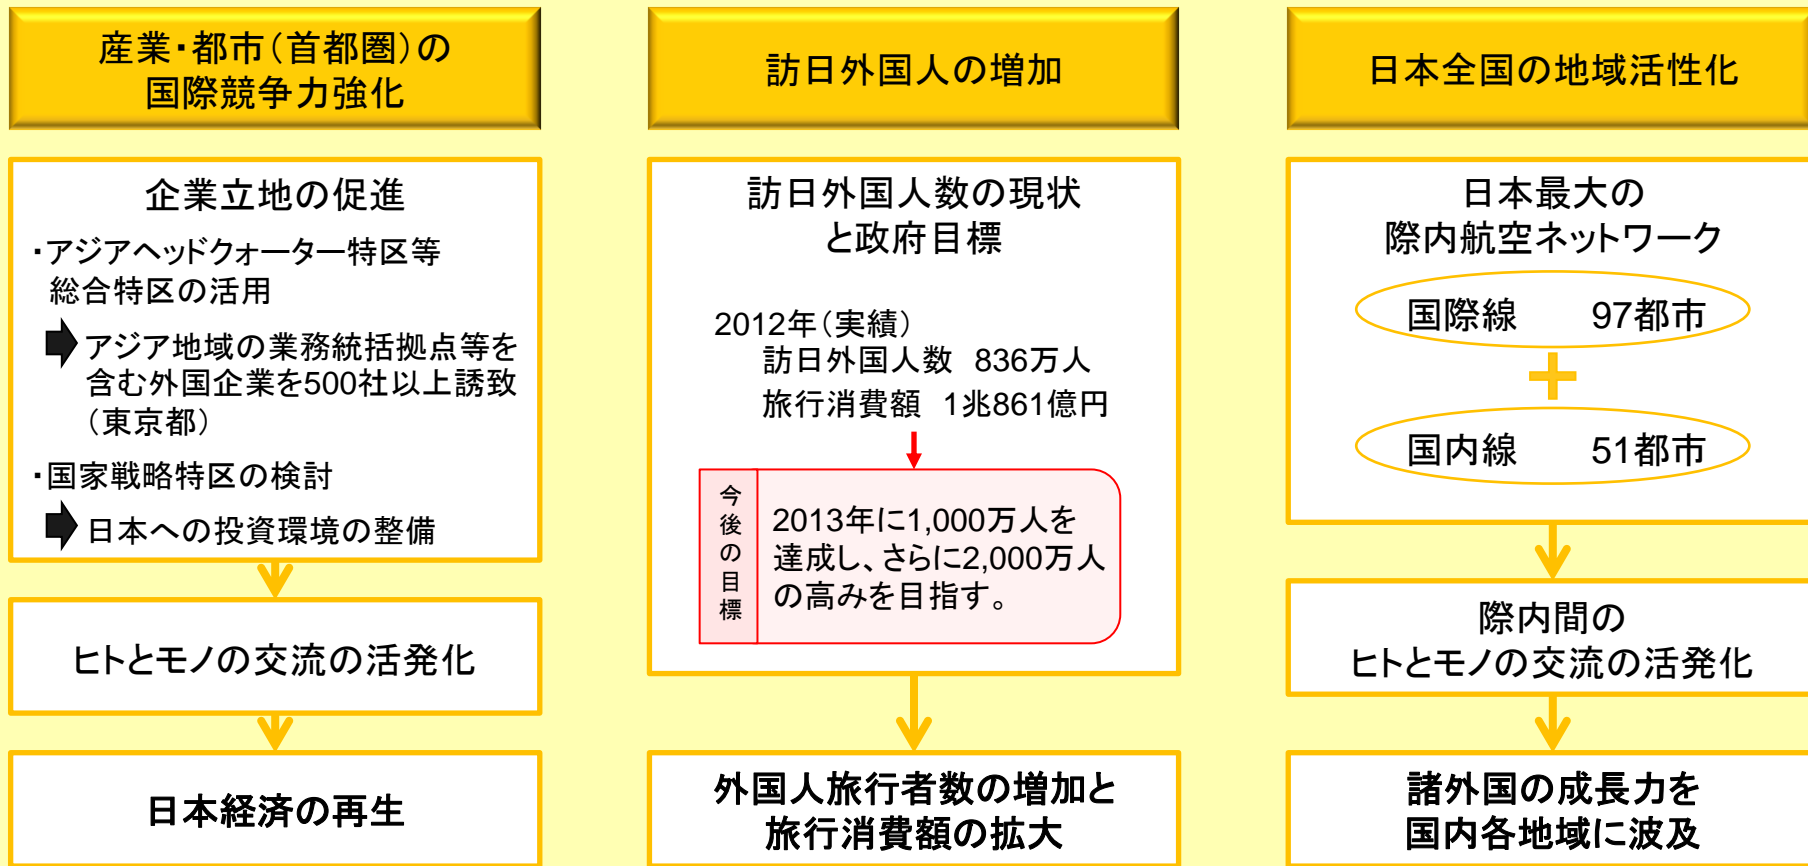 産業・都市（首都圏）の
国際競争力強化
企業立地の促進
・アジアヘッドクォーター特区等
総合特区の活用
アジア地域の業務統括拠点等を
含む外国企業を500社以上誘致
（東京都）
・国家戦略特区の検討
日本への投資環境の整備
ヒトとモノの交流の活発化
日本経済の再生
訪日外国人の増加
訪日外国人数の現状
と政府目標
2012年（実績）
訪日外国人数 836万人
旅行消費額 1兆861億円
今後の目標
2013年に1,000万人を
達成し、さらに2,000万人
の高みを目指す。
外国人旅行者数の増加と
旅行消費額の拡大
日本全国の地域活性化
日本最大の
際内航空ネットワーク
国際線 97都市
国内線 51都市
際内間の
ヒトとモノの交流の活発化
諸外国の成長力を
国内各地域に波及